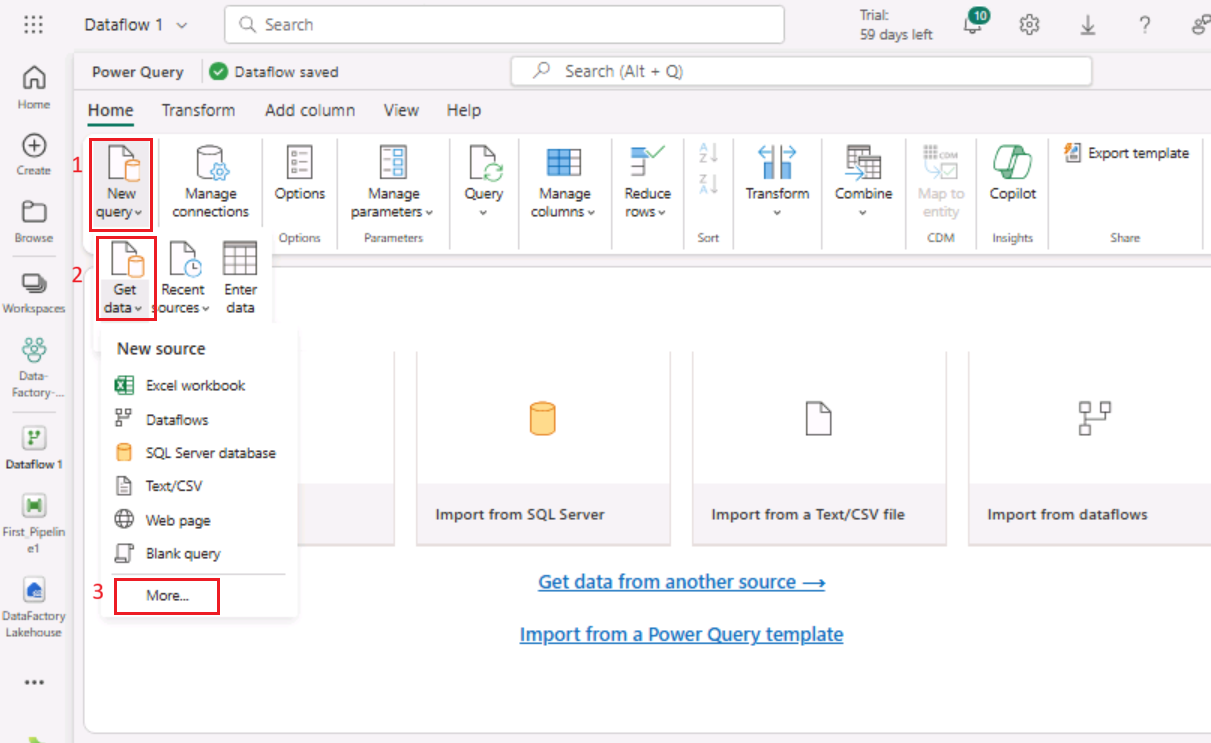 Dataflow 1
Search
Trial:
59 days left
10
Power Query
Dataflow saved
Search (Alt + Q)
Home
Transform
Add column
View
Help
Home
Create
Browse
Workspaces
Data-
Factory-...
Dataflow 1
First_Pipelin
e1
DataFactory
Lakehouse
1
New
query
Manage
connections
Options
Options
Manage
parameters
Parameters
Query
Manage
columns
Reduce
rows
A
Z
Z
A
Sort
Transform
Combine
CDM
Map to
entity
CDM
Copilot
Insights
Export template
Share
2
Get
data
Recent
sources
Enter
data
New source
Excel workbook
Dataflows
SQL Server database
Text/CSV
Web page
Blank query
3
More...
Import from SQL Server
Import from a Text/CSV file
Import from dataflows
Get data from another source →
Import from a Power Query template